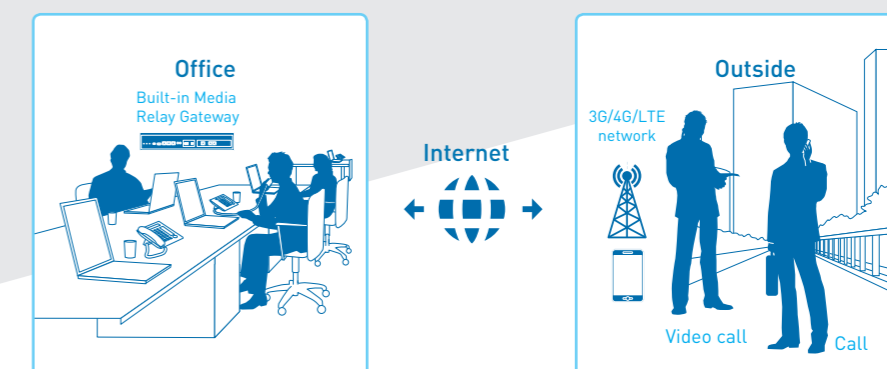 Office
Built-in Media
Relay Gateway
Internet
Outside
3G/4G/LTE
network
Video call
Call